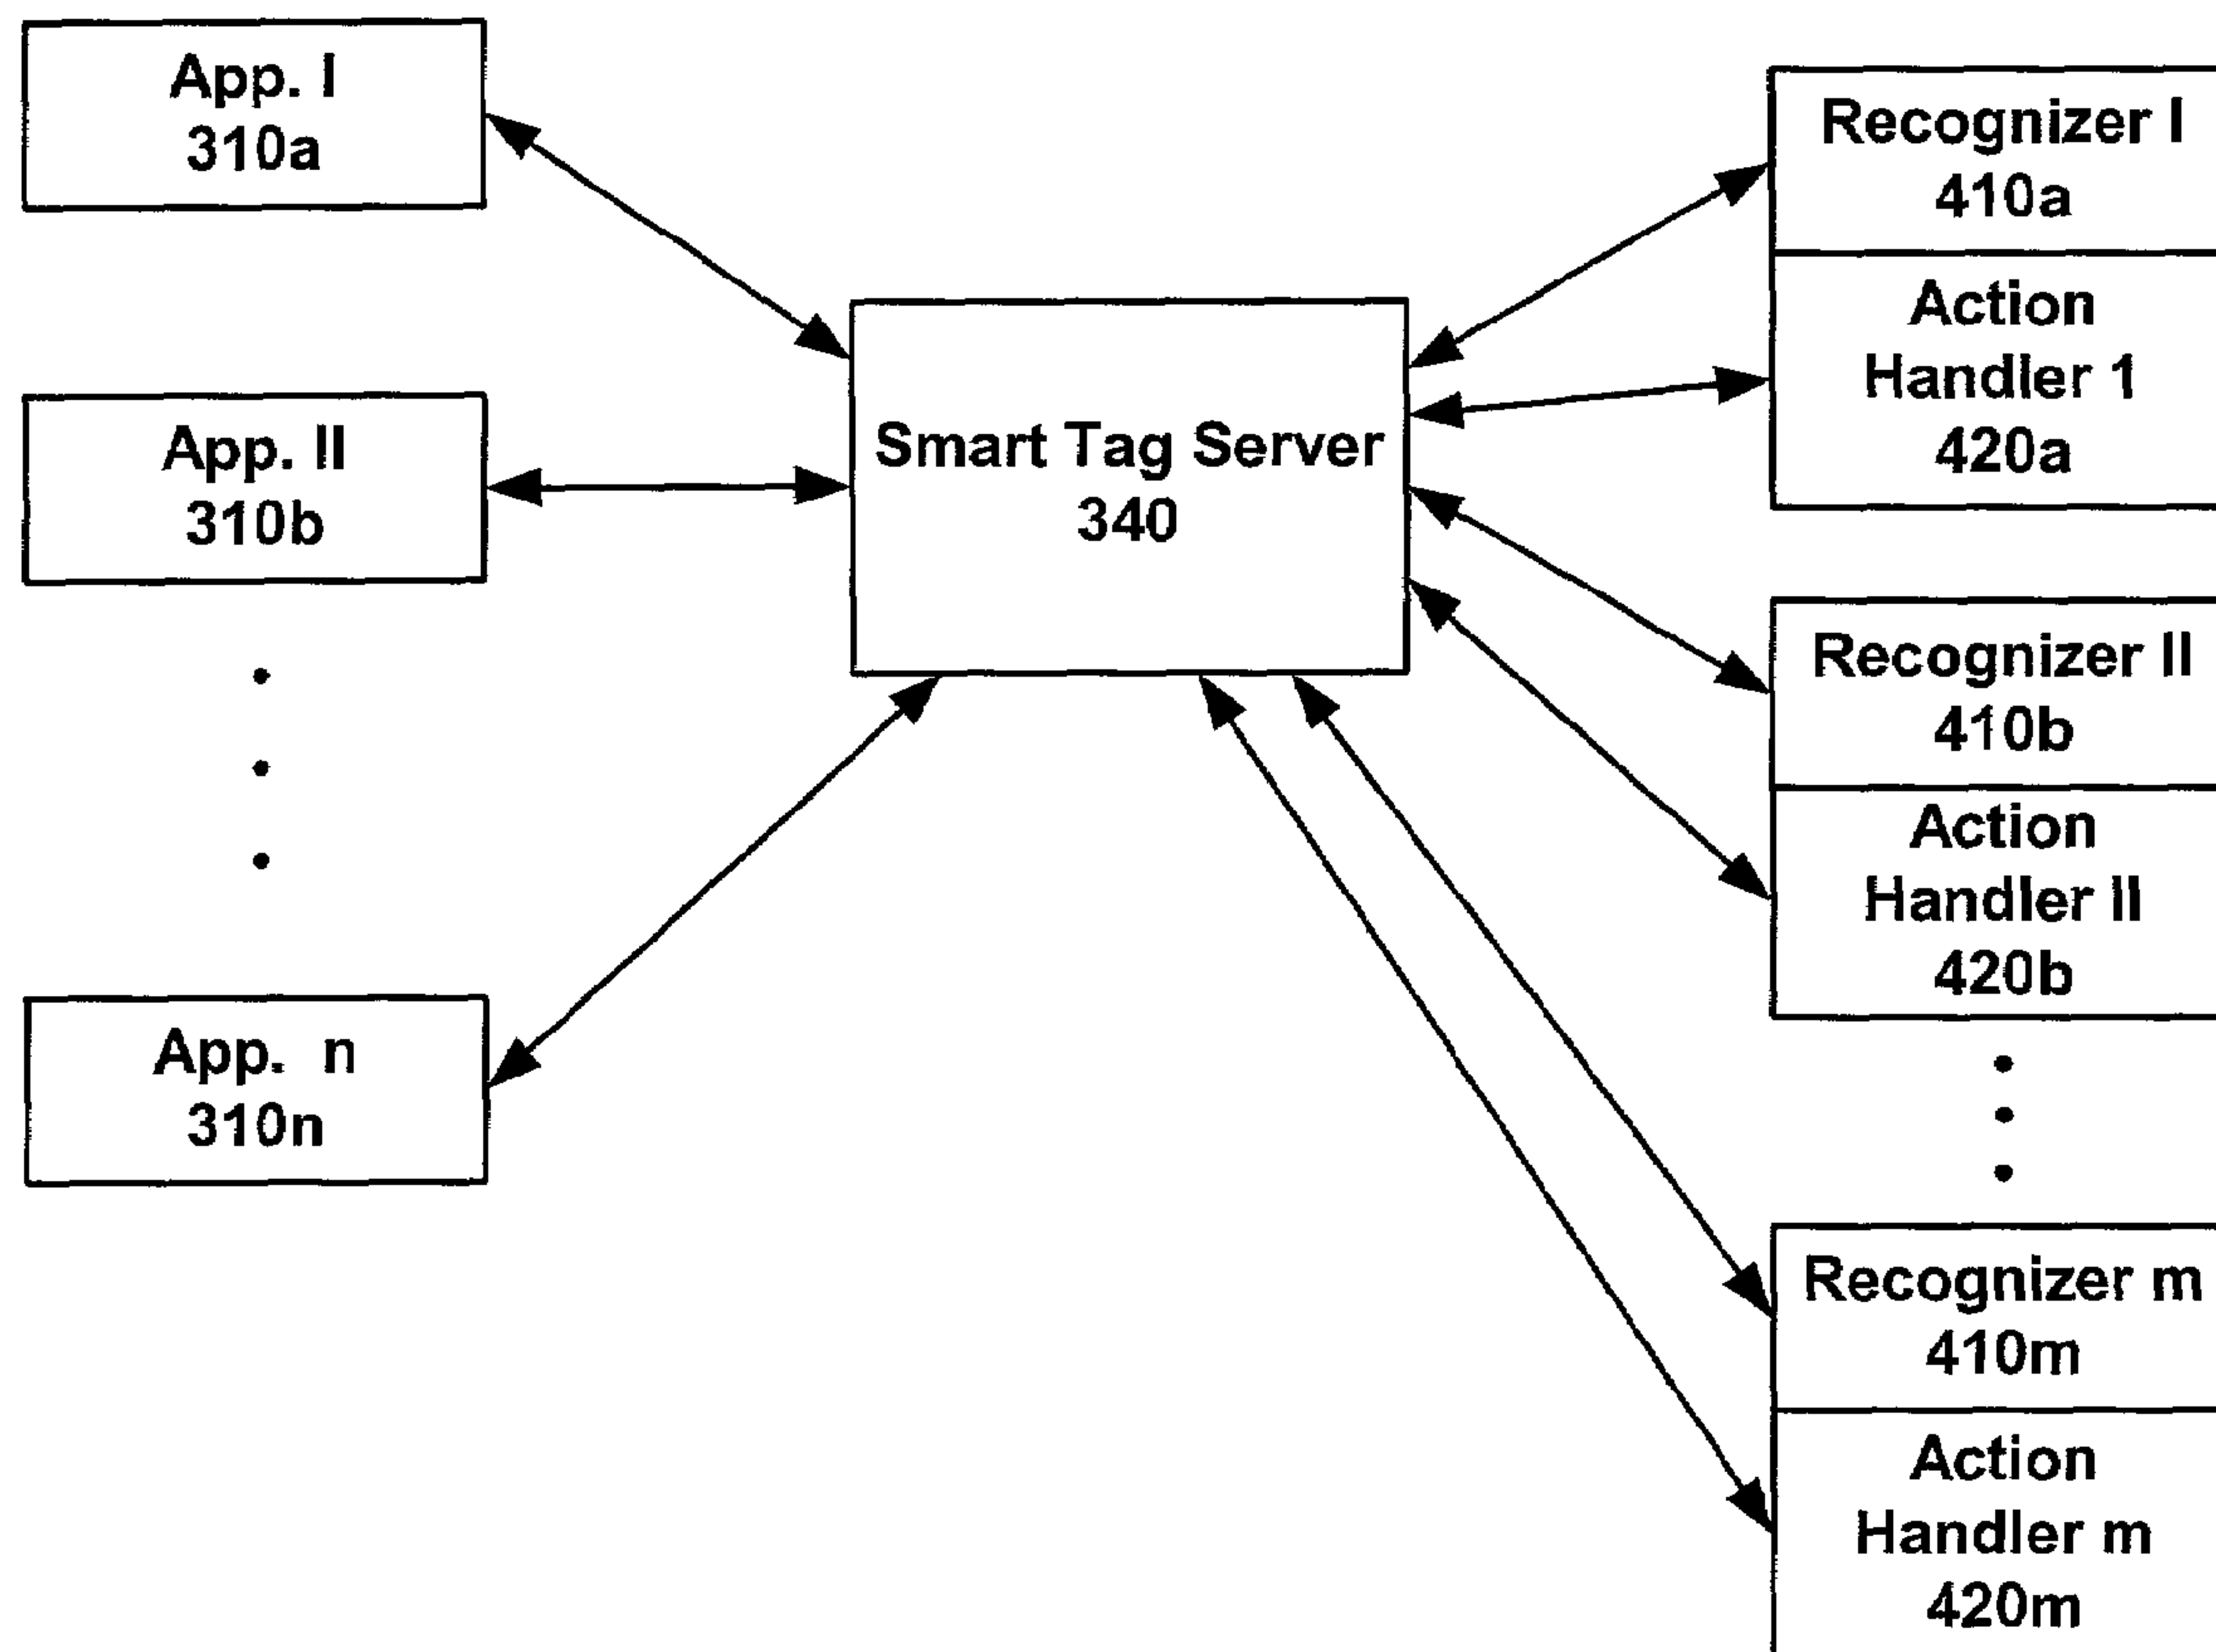 App. I
310a
App. II
310b
App. n
310n
Smart Tag Server
340
Recognizer I
410a
Action
Handler 1
420a
Recognizer II
410b
Action
Handler II
420b
Recognizer m
410m
Action
Handler m
420m